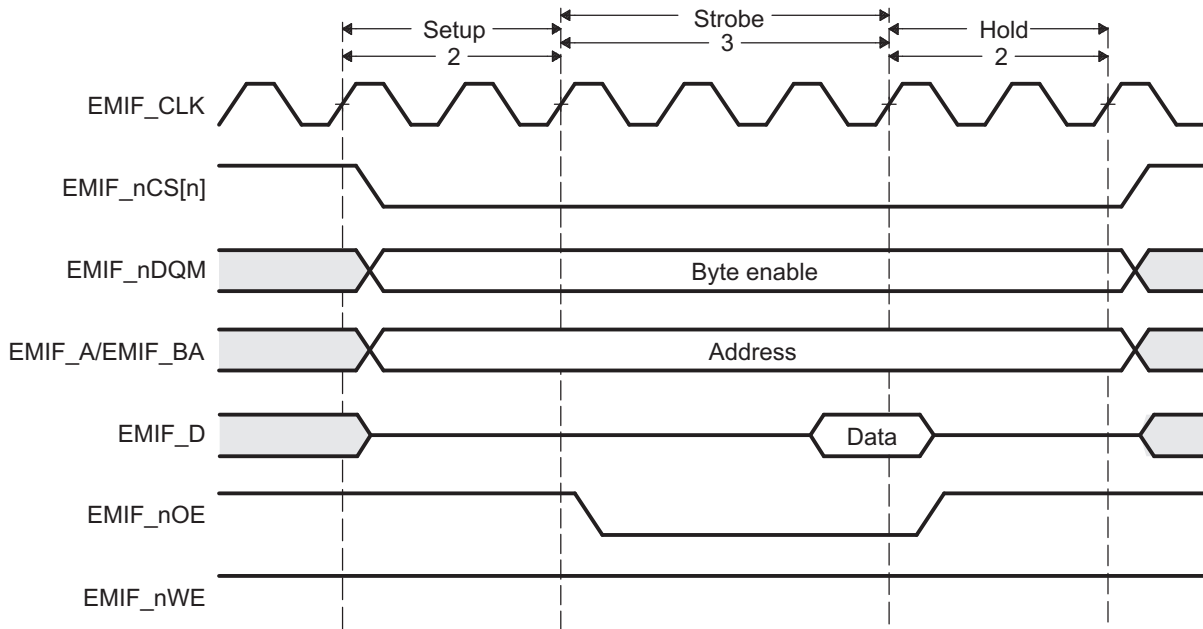 Setup
Strobe
Hold
2
3
2
EMIF_CLK
EMIF_nCS[n]
EMIF_nDQM
Byte enable
EMIF_A/EMIF_BA
Address
EMIF_D
Data
EMIF_nOE
EMIF_nWE